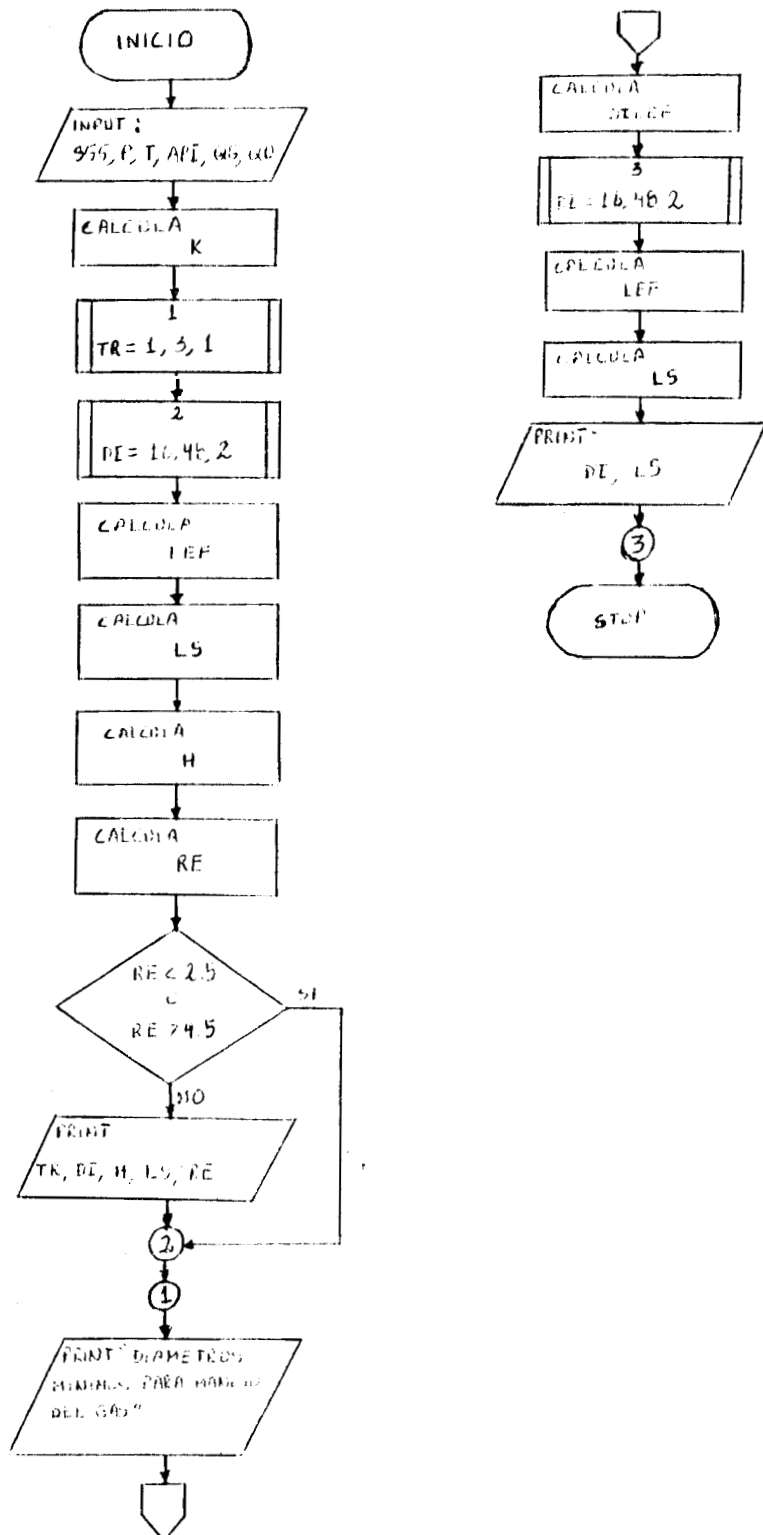 INICIO
INPUT:
P, T, API,
CALCULA
K
1
TR = 1, 3, 1
2
DI = 16, 48, 2
CALCULA
LEF
CALCULA
LS
CALCULA
H
CALCULA
RE
RE < 2.5
RE > 4.5
SI
NO
PRINT
TR, DI, H, LS, RE
2
1
PRINT "DIAMETROS
MINIMOS PARA MANEJO
DEL GAS"
CALCULA
3
DI = 16, 48, 2
CALCULA
LEF
CALCULA
LS
PRINT
DI, LS
3
STOP